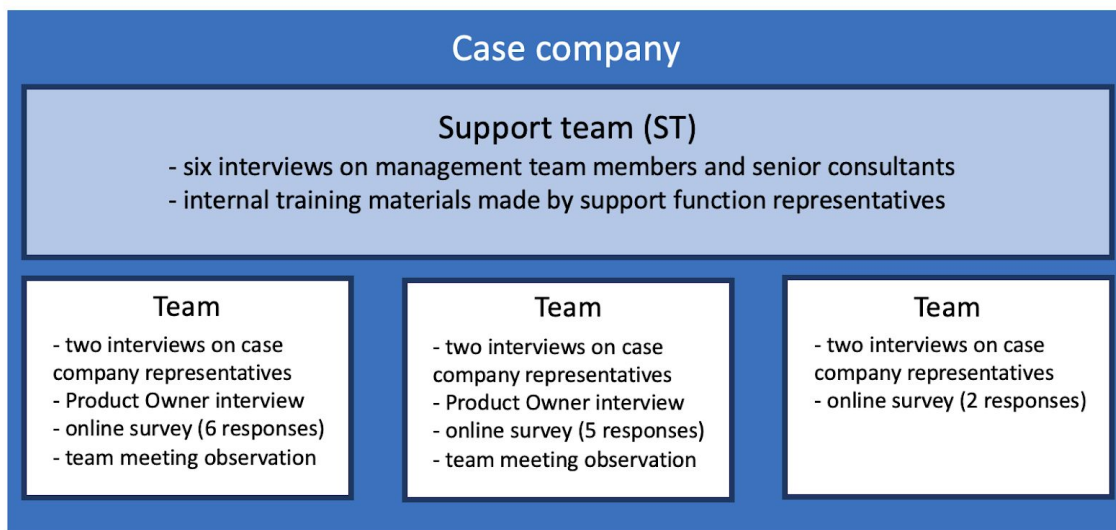 Case company
Support team (ST)
- six interviews on management team members and senior consultants
- internal training materials made by support function representatives
Team
- two interviews on case
company representatives
- Product Owner interview
- online survey (6 responses)
- team meeting observation
Team
- two interviews on case
company representatives
- Product Owner interview
- online survey (5 responses)
- team meeting observation
Team
- two interviews on case
company representatives
- online survey (2 responses)